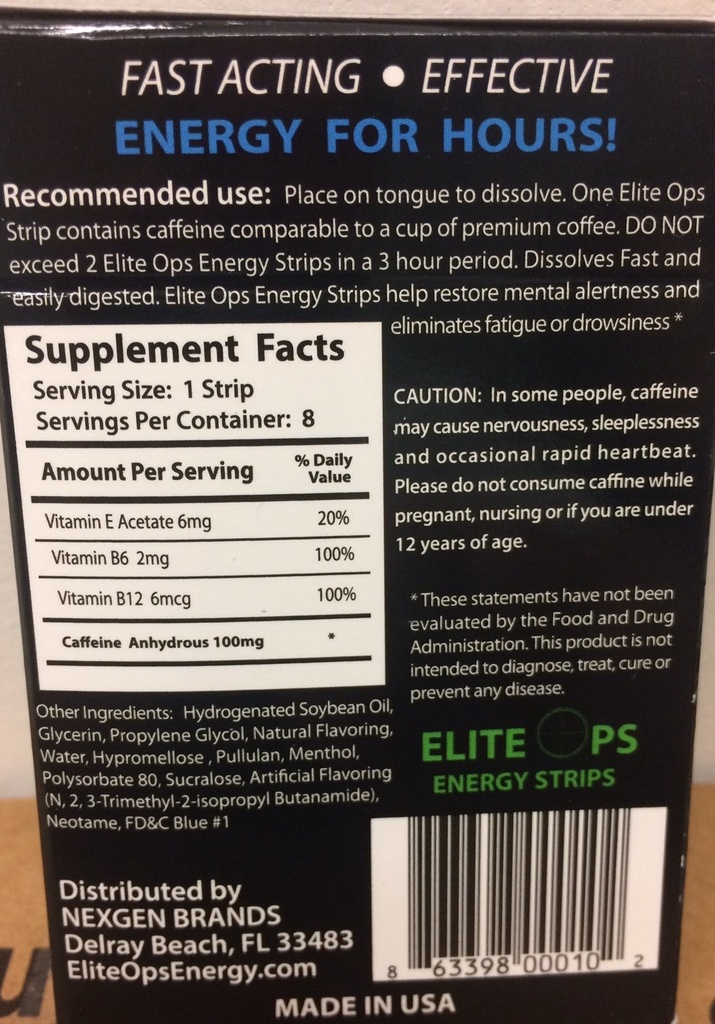 FAST ACTING • EFFECTIVE
ENERGY FOR HOURS!
Recommended use: Place on tongue to dissolve. One Elite Ops
Strip contains caffeine comparable to a cup of premium coffee. DO NOT
exceed 2 Elite Ops Energy Strips in a 3 hour period. Dissolves Fast and
easily digested. Elite Ops Energy Strips help restore mental alertness and
eliminates fatigue or drowsiness *
Supplement Facts
Serving Size: 1 Strip
Servings Per Container: 8
Amount Per Serving % Daily Value
Vitamin E Acetate 6mg 20%
Vitamin B6 2mg 100%
Vitamin B12 6mcg 100%
Caffeine Anhydrous 100mg *
CAUTION: In some people, caffeine
may cause nervousness, sleeplessness
and occasional rapid heartbeat.
Please do not consume caffine while
pregnant, nursing or if you are under
12 years of age.
* These statements have not been
evaluated by the Food and Drug
Administration. This product is not
intended to diagnose, treat, cure or
prevent any disease.
Other Ingredients: Hydrogenated Soybean Oil,
Glycerin, Propylene Glycol, Natural Flavoring,
Water, Hypromellose , Pullulan, Menthol,
Polysorbate 80, Sucralose, Artificial Flavoring
(N, 2, 3-Trimethyl-2-isopropyl Butanamide),
Neotame, FD&C Blue #1
ELITE OPS
ENERGY STRIPS
Distributed by
NEXGEN BRANDS
Delray Beach, FL 33483
EliteOpsEnergy.com
8 63398 00010 2
MADE IN USA